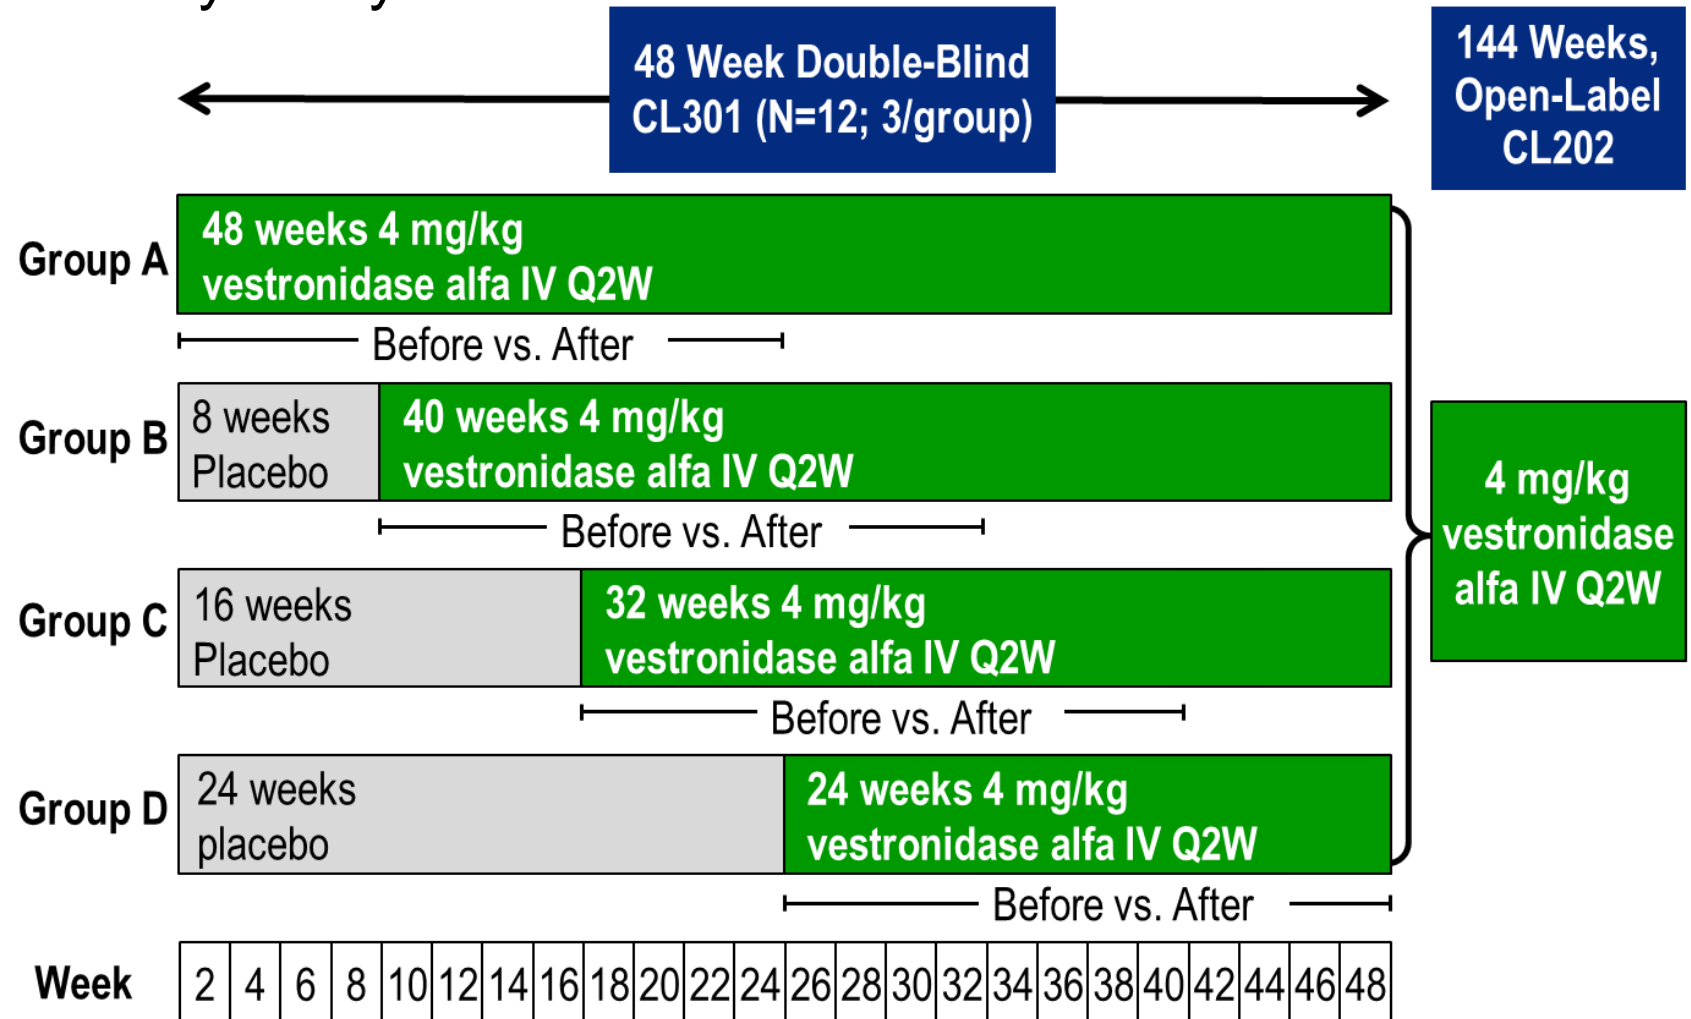 48 Week Double-Blind
CL301 (N=12; 3/group)
144 Weeks,
Open-Label
CL202
Group A
48 weeks 4 mg/kg
vestronidase alfa IV Q2W
Before vs. After
Group B
8 weeks
Placebo
40 weeks 4 mg/kg
vestronidase alfa IV Q2W
Before vs. After
Group C
16 weeks
Placebo
32 weeks 4 mg/kg
vestronidase alfa IV Q2W
Before vs. After
Group D
24 weeks
placebo
24 weeks 4 mg/kg
vestronidase alfa IV Q2W
Before vs. After
4 mg/kg
vestronidase
alfa IV Q2W
Week 2 4 6 8 10 12 14 16 18 20 22 24 26 28 30 32 34 36 38 40 42 44 46 48